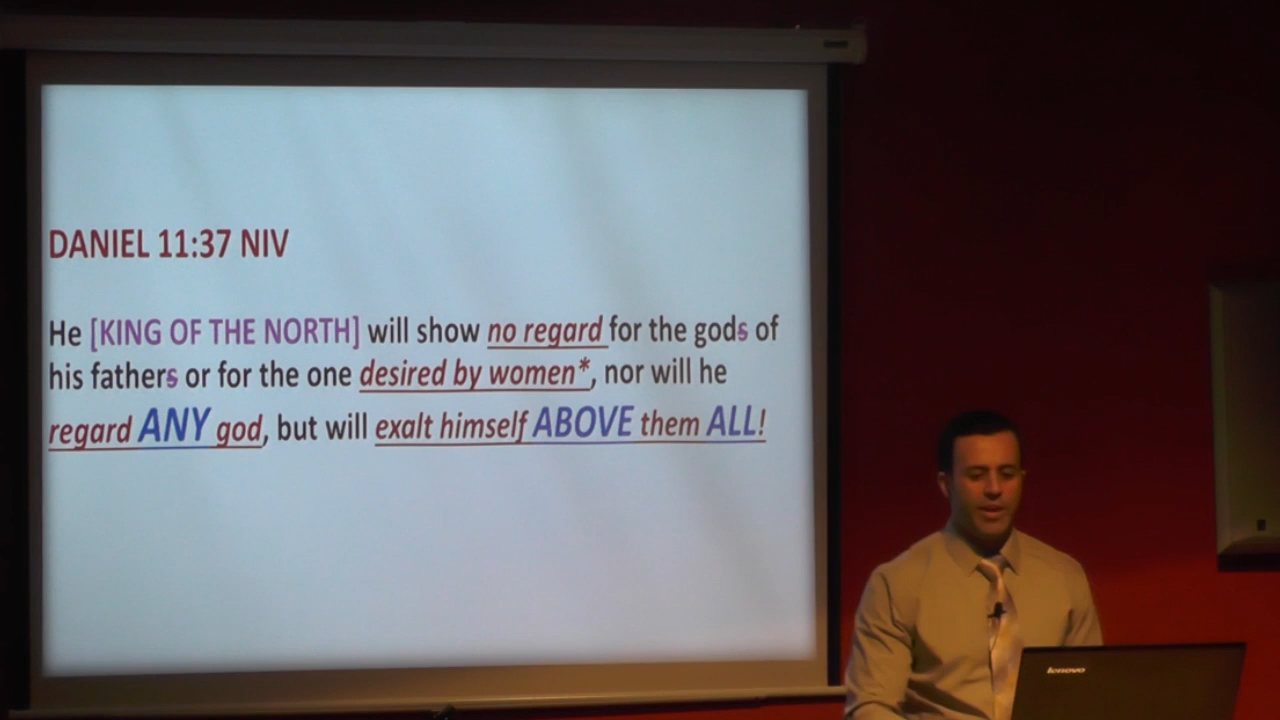 DANIEL 11:37 NIV
He [KING OF THE NORTH] will show no regard for the gods of
his fathers or for the one desired by women*, nor will he
regard ANY god, but will exalt himself ABOVE them ALL!
lenovo